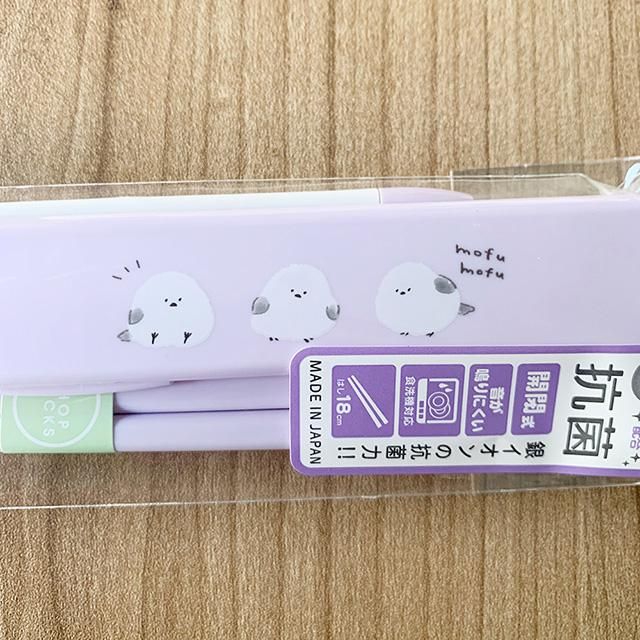 mofu
mofu
抗菌
開閉式
音が
鳴りにくい
食洗機対応
はし18cm
銀イオンの抗菌力!!
MADE IN JAPAN